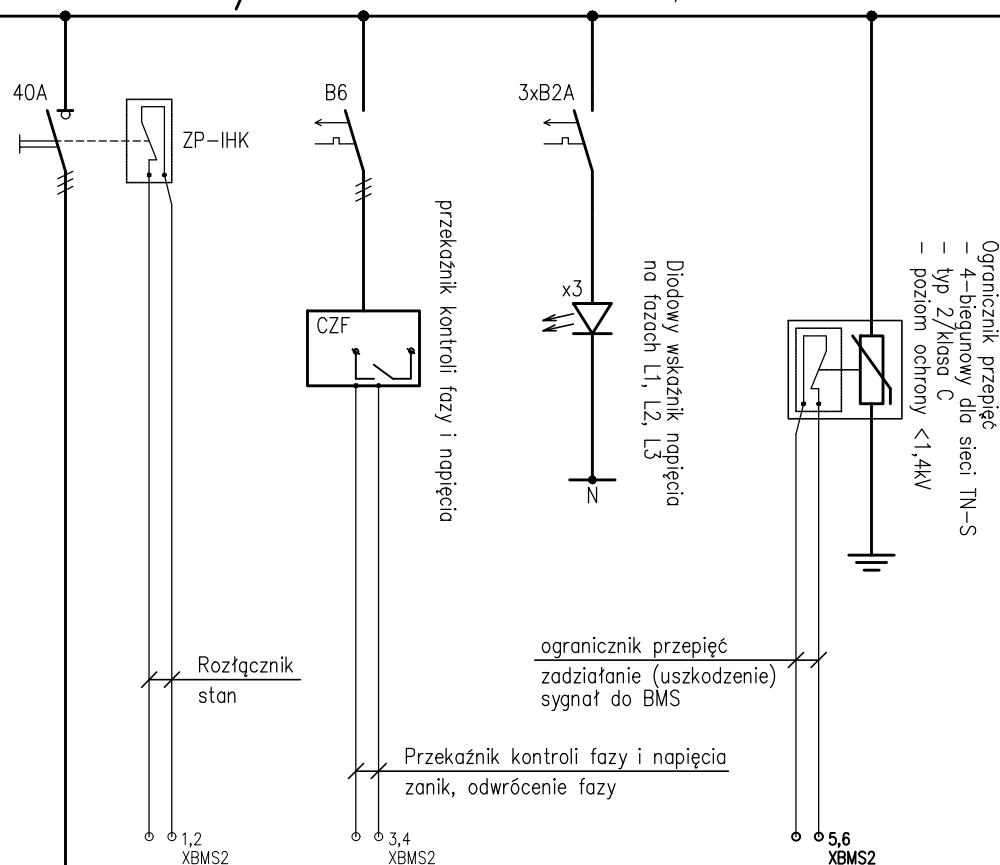 40A
ZP-IHK
B6
3xB2A
CZF
przekaźnik kontroli fazy i napięcia
x3
Diodowy wskaźnik napięcia
na fazach L1, L2, L3
N
Ogranicznik przepięć
- 4-biegunowy dla sieci TN-S
- typ 2/klasa C
- poziom ochrony <1,4kV
Rozłącznik
stan
ogranicznik przepięć
zadziałanie (uszkodzenie)
sygnał do BMS
Przekaźnik kontroli fazy i napięcia
zanik, odwrócenie fazy
1,2
XBMS2
3,4
XBMS2
5,6
XBMS2